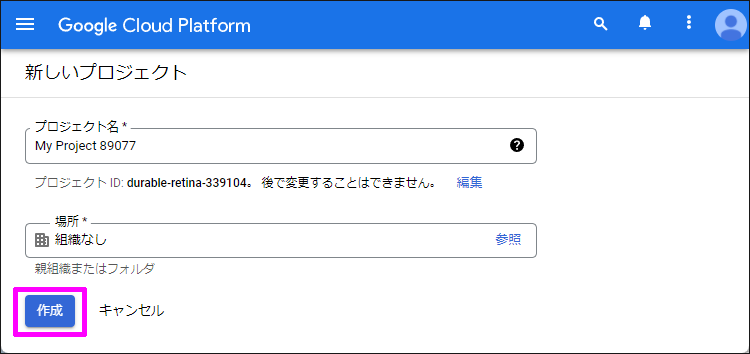 Google Cloud Platform
新しいプロジェクト
プロジェクト名 *
My Project 89077
プロジェクト ID: durable-retina-339104。 後で変更することはできません。 編集
場所 *
組織なし 参照
親組織またはフォルダ
作成 キャンセル